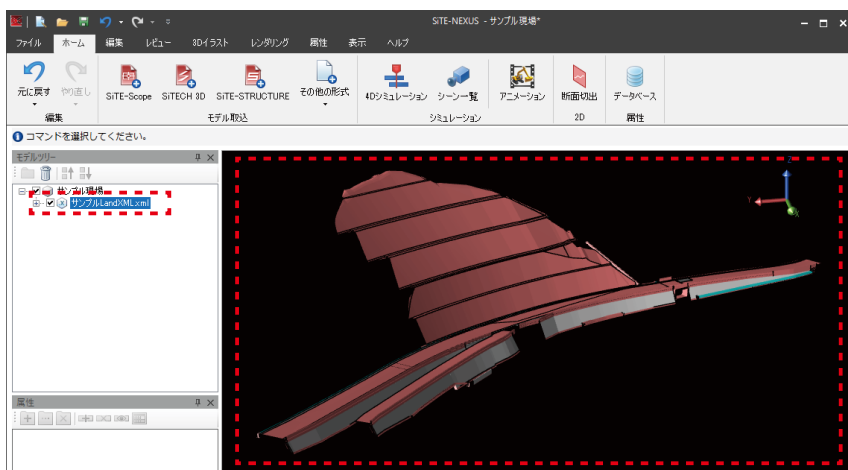 SiTE-NEXUS - サンプル現場*
ファイル ホーム 編集 レビュー 3Dイラスト レンダリング 属性 表示 ヘルプ
元に戻す やり直し SiTE-Scope SiTECH 3D SiTE-STRUCTURE その他の形式 4Dシミュレーション シーン一覧 アニメーション 断面切出 データベース
編集 モデル取込 シミュレーション 2D 属性
コマンドを選択してください。
モデルツリー
サンプル現場
サンプルLandXML.xml
Z
Y
X
属性